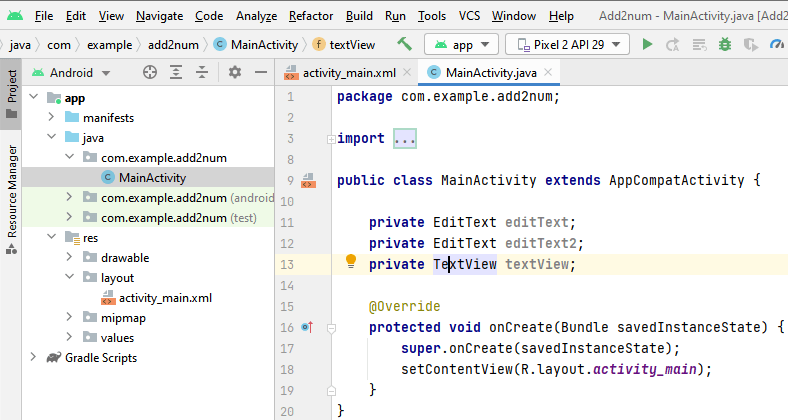 File Edit View Navigate Code Analyze Refactor Build Run Tools VCS Window Help Add2num - MainActivity.java [Add2
java com example add2num MainActivity textView app Pixel 2 API 29
Project
Resource Manager
Android
app
manifests
java
com.example.add2num
MainActivity
com.example.add2num (android
com.example.add2num (test)
res
drawable
layout
activity_main.xml
mipmap
values
Gradle Scripts
activity_main.xml MainActivity.java
1 package com.example.add2num;
2
3 import ...
8
9 public class MainActivity extends AppCompatActivity {
10
11 private EditText editText;
12 private EditText editText2;
13 private TextView textView;
14
15 @Override
16 protected void onCreate(Bundle savedInstanceState) {
17 super.onCreate(savedInstanceState);
18 setContentView(R.layout.activity_main);
19 }
20 }